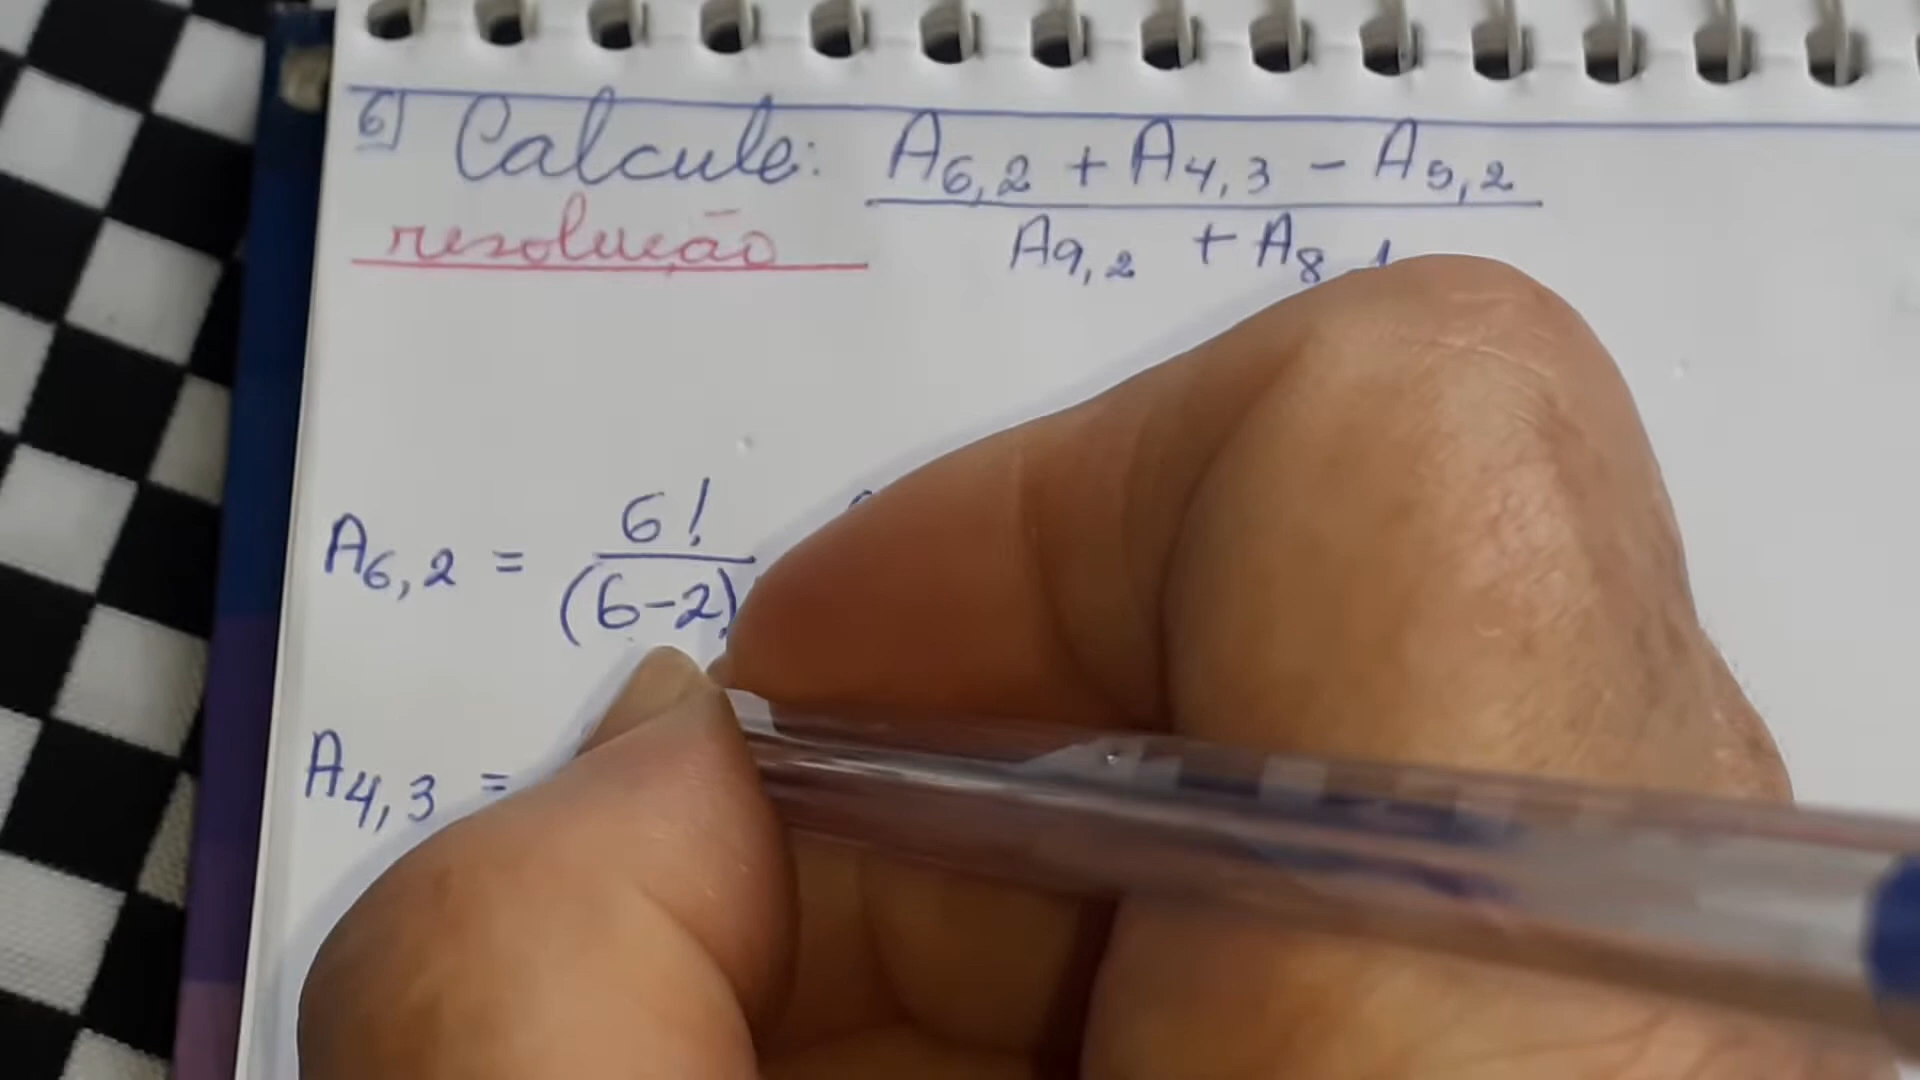 6) Calcule: A6,2 + A4,3 - A5,2
resolução A9,2 + A8,1
A6,2 = 6!
(6-2)!
A4,3 =